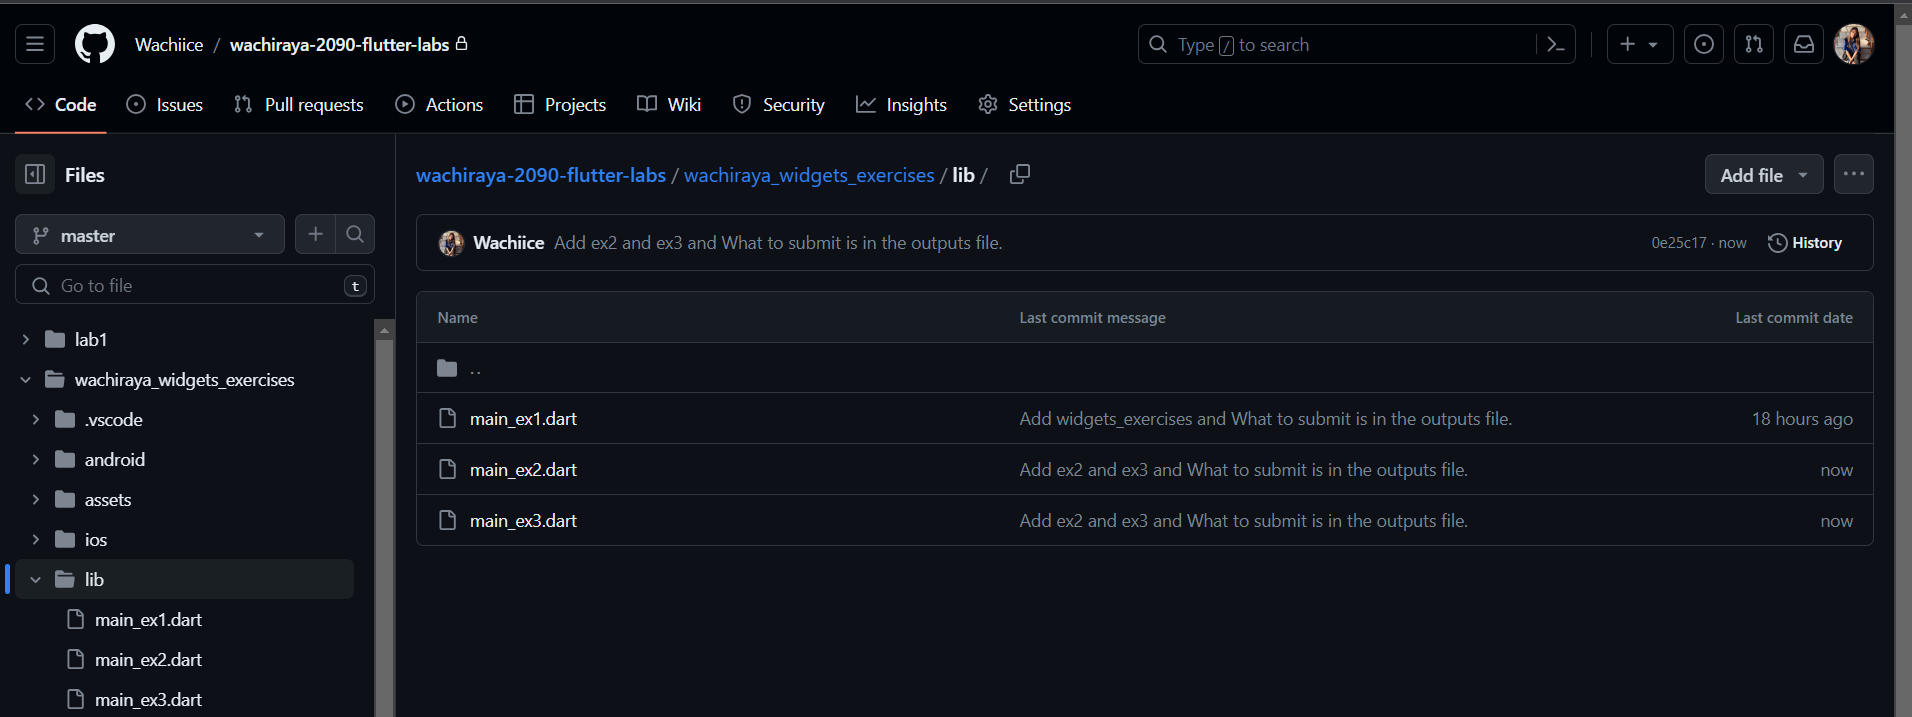 Wachiice / wachiraya-2090-flutter-labs
Type / to search
Code Issues Pull requests Actions Projects Wiki Security Insights Settings
Files
master
Go to file t
lab1
wachiraya_widgets_exercises
.vscode
android
assets
ios
lib
main_ex1.dart
main_ex2.dart
main_ex3.dart
wachiraya-2090-flutter-labs / wachiraya_widgets_exercises / lib /
Add file
Wachiice Add ex2 and ex3 and What to submit is in the outputs file. 0e25c17 · now History
Name Last commit message Last commit date
..
main_ex1.dart Add widgets_exercises and What to submit is in the outputs file. 18 hours ago
main_ex2.dart Add ex2 and ex3 and What to submit is in the outputs file. now
main_ex3.dart Add ex2 and ex3 and What to submit is in the outputs file. now